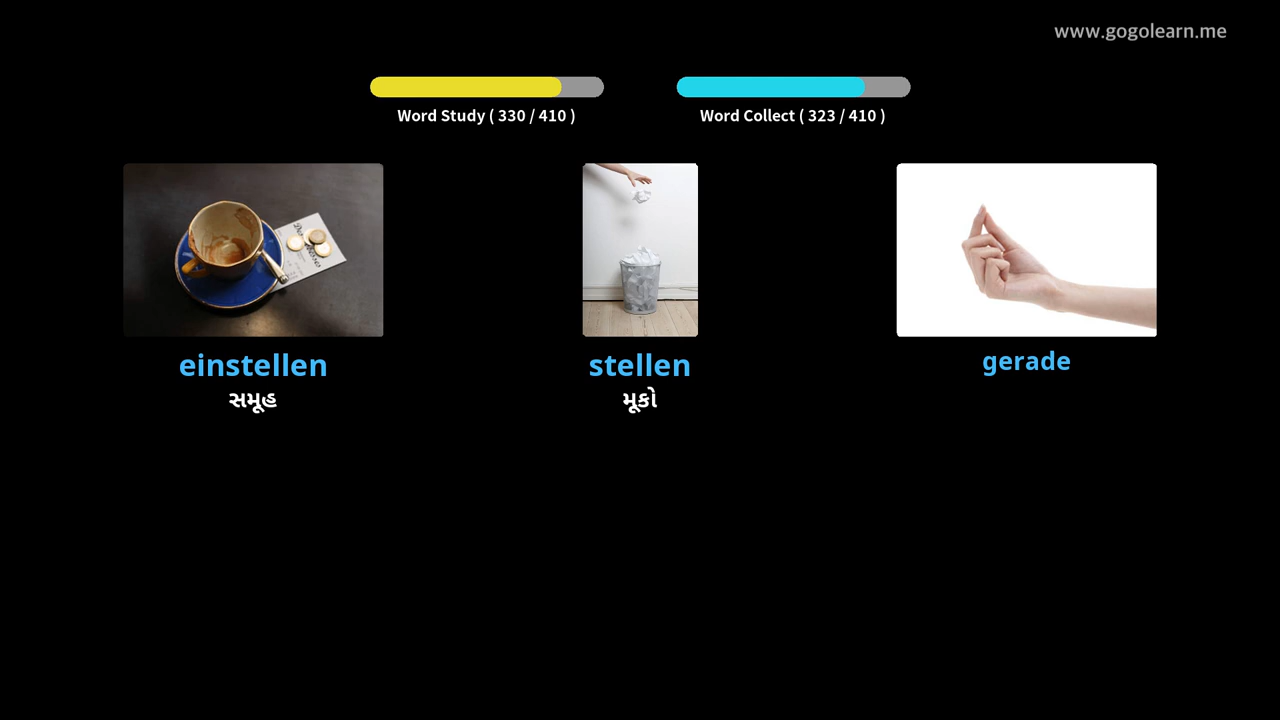 www.gogolearn.me
Word Study ( 330 / 410 )
Word Collect ( 323 / 410 )
einstellen
સમૂહ
stellen
મૂકો
gerade